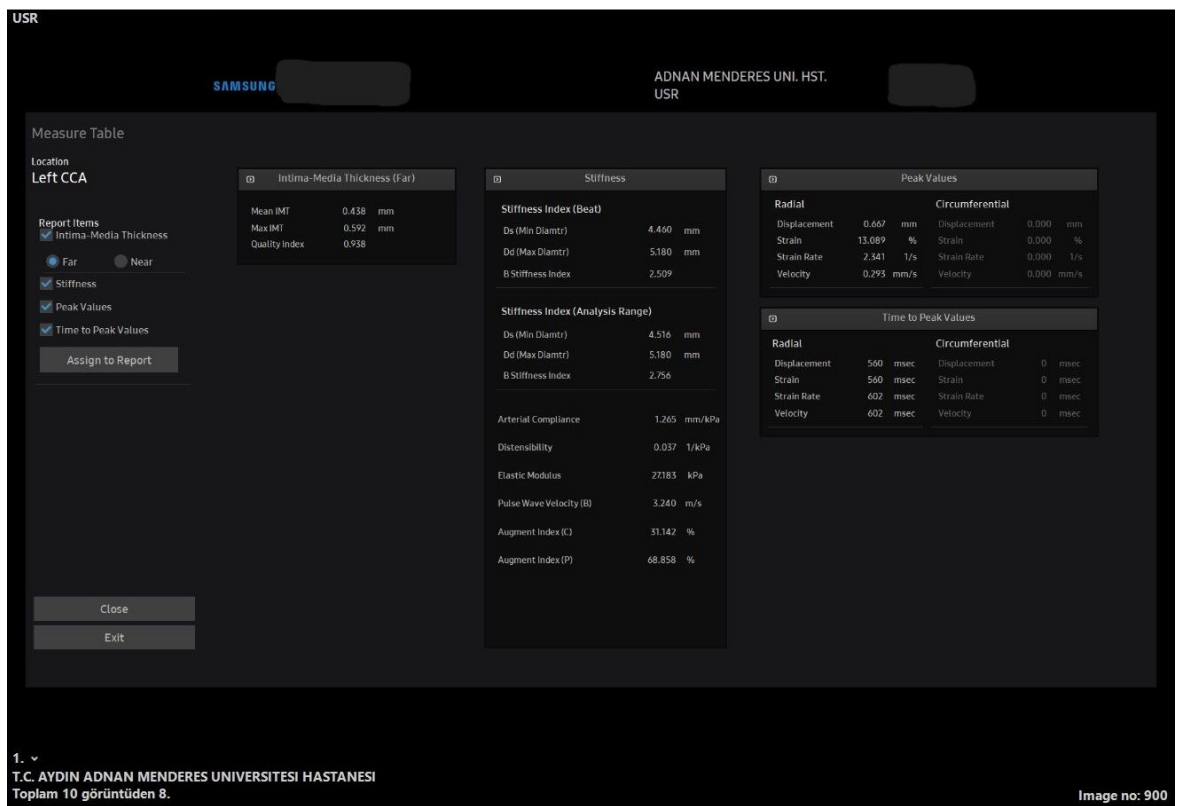 USR
SAMSUNG
ADNAN MENDERES UNI. HST.
USR
Measure Table
Location
Left CCA
Report Items
Intima-Media Thickness
Far Near
Stiffness
Peak Values
Time to Peak Values
Assign to Report
Close
Exit
Intima-Media Thickness (Far)
Mean IMT 0.438 mm
Max IMT 0.592 mm
Quality Index 0.938
Stiffness
Stiffness Index (Beat)
Ds (Min Diamtr) 4.460 mm
Dd (Max Diamtr) 5.180 mm
B Stiffness Index 2.509
Stiffness Index (Analysis Range)
Ds (Min Diamtr) 4.516 mm
Dd (Max Diamtr) 5.180 mm
B Stiffness Index 2.756
Arterial Compliance 1.265 mm/kPa
Distensibility 0.037 1/kPa
Elastic Modulus 27.183 kPa
Pulse Wave Velocity (B) 3.240 m/s
Augment Index (C) 31.142 %
Augment Index (P) 68.858 %
Peak Values
Radial Circumferential
Displacement 0.667 mm Displacement 0.000 mm
Strain 13.089 % Strain 0.000 %
Strain Rate 2.341 1/s Strain Rate 0.000 1/s
Velocity 0.293 mm/s Velocity 0.000 mm/s
Time to Peak Values
Radial Circumferential
Displacement 560 msec Displacement 0 msec
Strain 560 msec Strain 0 msec
Strain Rate 602 msec Strain Rate 0 msec
Velocity 602 msec Velocity 0 msec
1.
T.C. AYDIN ADNAN MENDERES UNIVERSITESI HASTANESI
Toplam 10 görüntüden 8.
Image no: 900